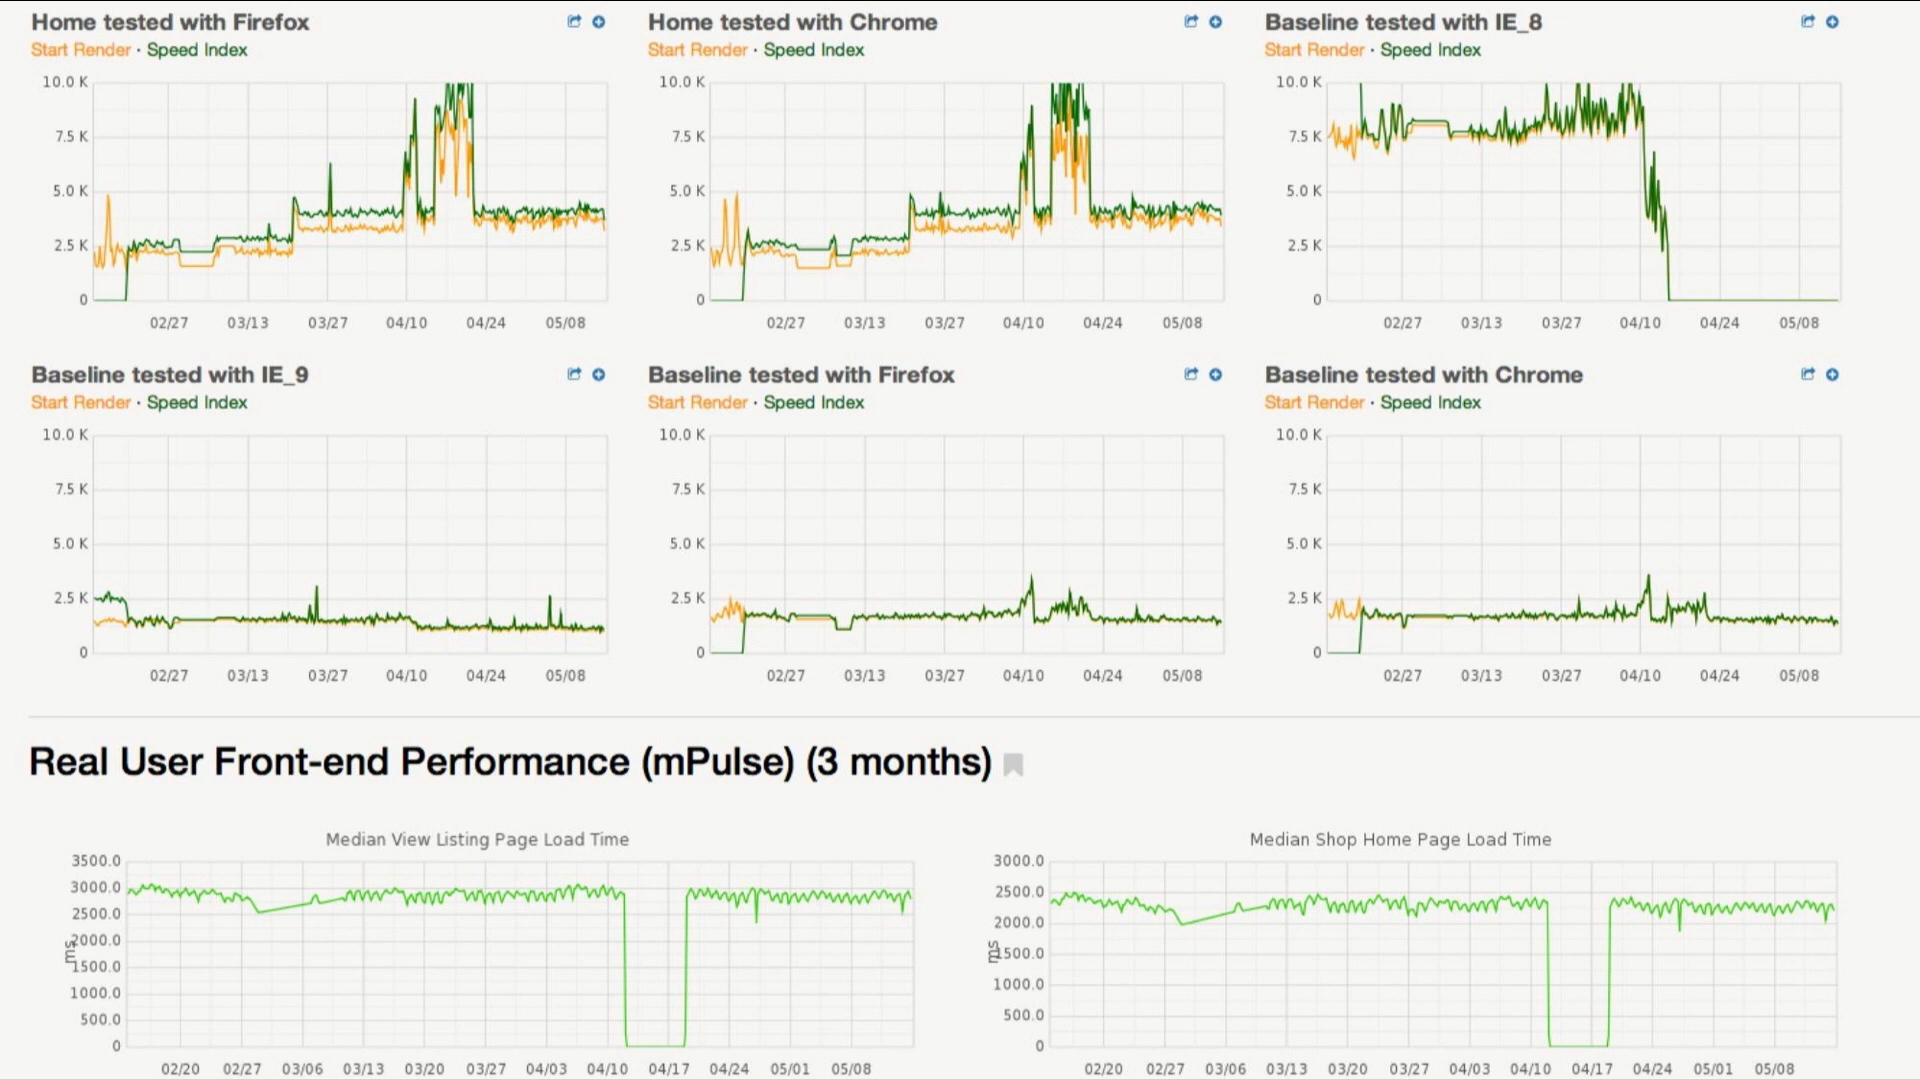 Home tested with Firefox
Start Render · Speed Index
10.0 K
7.5 K
5.0 K
2.5 K
0
02/27 03/13 03/27 04/10 04/24 05/08
Home tested with Chrome
Start Render · Speed Index
10.0 K
7.5 K
5.0 K
2.5 K
0
02/27 03/13 03/27 04/10 04/24 05/08
Baseline tested with IE_8
Start Render · Speed Index
10.0 K
7.5 K
5.0 K
2.5 K
0
02/27 03/13 03/27 04/10 04/24 05/08
Baseline tested with IE_9
Start Render · Speed Index
10.0 K
7.5 K
5.0 K
2.5 K
0
02/27 03/13 03/27 04/10 04/24 05/08
Baseline tested with Firefox
Start Render · Speed Index
10.0 K
7.5 K
5.0 K
2.5 K
0
02/27 03/13 03/27 04/10 04/24 05/08
Baseline tested with Chrome
Start Render · Speed Index
10.0 K
7.5 K
5.0 K
2.5 K
0
02/27 03/13 03/27 04/10 04/24 05/08
Real User Front-end Performance (mPulse) (3 months)
Median View Listing Page Load Time
3500.0
3000.0
2500.0
2000.0
1500.0
1000.0
500.0
0
ms
02/20 02/27 03/06 03/13 03/20 03/27 04/03 04/10 04/17 04/24 05/01 05/08
Median Shop Home Page Load Time
3000.0
2500.0
2000.0
1500.0
1000.0
500.0
0
ms
02/20 02/27 03/06 03/13 03/20 03/27 04/03 04/10 04/17 04/24 05/01 05/08